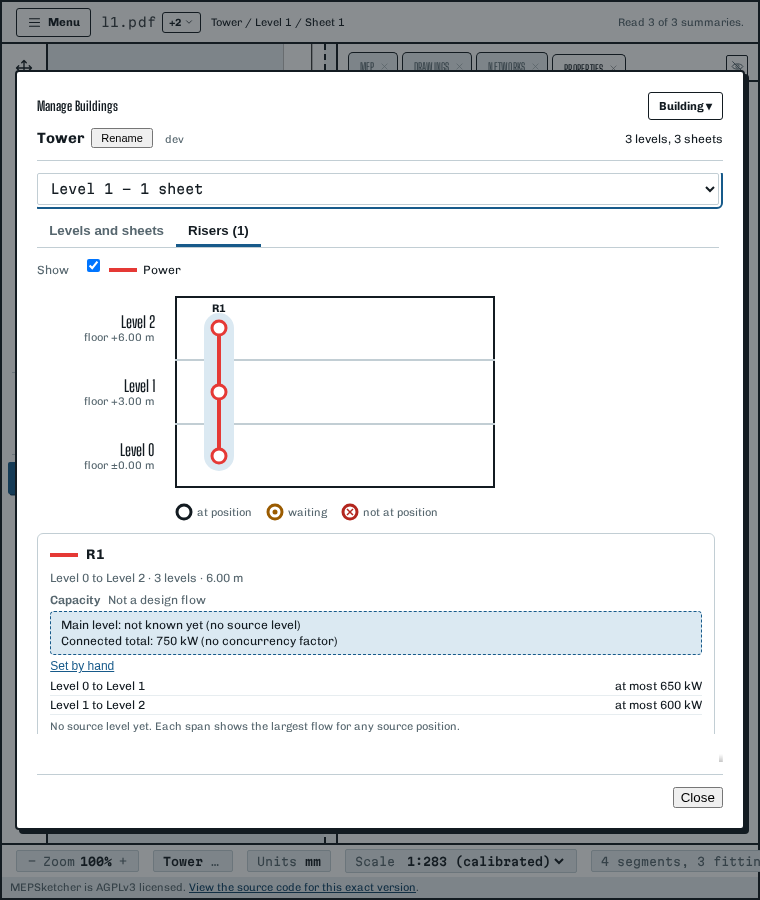 Menu l1.pdf +2 Tower / Level 1 / Sheet 1 Read 3 of 3 summaries.
MEP × DRAWINGS × NETWORKS × PROPERTIES ×
Manage Buildings Building ▾
Tower Rename dev 3 levels, 3 sheets
Level 1 – 1 sheet
Levels and sheets Risers (1)
Show Power
R1
Level 2
floor +6.00 m
Level 1
floor +3.00 m
Level 0
floor ±0.00 m
at position waiting not at position
R1
Level 0 to Level 2 · 3 levels · 6.00 m
Capacity Not a design flow
Main level: not known yet (no source level)
Connected total: 750 kW (no concurrency factor)
Set by hand
Level 0 to Level 1 at most 650 kW
Level 1 to Level 2 at most 600 kW
No source level yet. Each span shows the largest flow for any source position.
Close
− Zoom 100% + Tower … Units mm Scale 1:283 (calibrated) 4 segments, 3 fittin
MEPSketcher is AGPLv3 licensed. View the source code for this exact version.